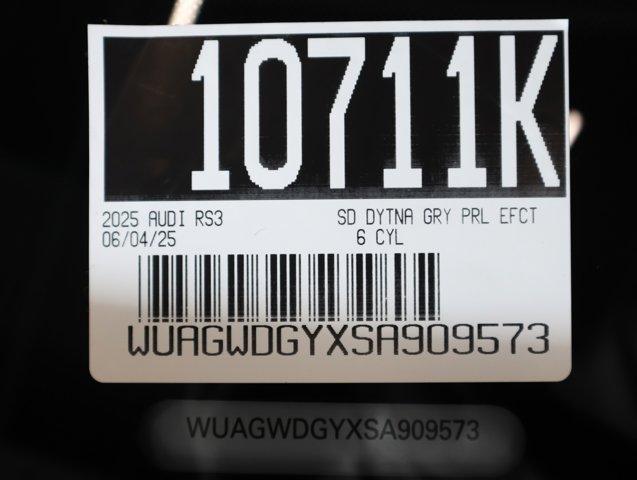 10711K
2025 AUDI RS3 SD DYTNA GRY PRL EFCT
06/04/25 6 CYL
WUAGWDGYXSA909573
WUAGWDGYXSA909573